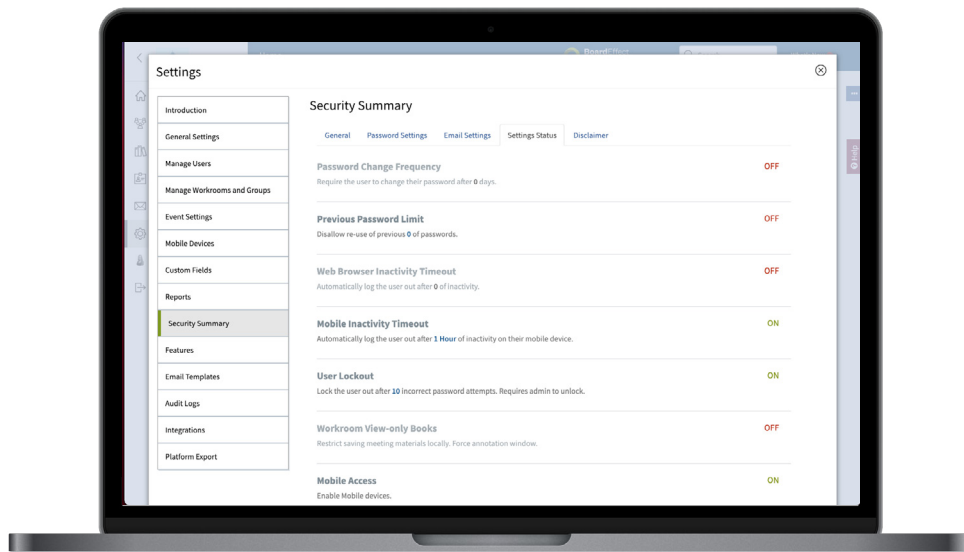 BoardEffect
Settings
Introduction
General Settings
Manage Users
Manage Workrooms and Groups
Event Settings
Mobile Devices
Custom Fields
Reports
Security Summary
Features
Email Templates
Audit Logs
Integrations
Platform Export
Security Summary
General Password Settings Email Settings Settings Status Disclaimer
Password Change Frequency OFF
Require the user to change their password after 0 days.
Previous Password Limit OFF
Disallow re-use of previous 0 of passwords.
Web Browser Inactivity Timeout OFF
Automatically log the user out after 0 of inactivity.
Mobile Inactivity Timeout ON
Automatically log the user out after 1 Hour of inactivity on their mobile device.
User Lockout ON
Lock the user out after 10 incorrect password attempts. Requires admin to unlock.
Workroom View-only Books OFF
Restrict saving meeting materials locally. Force annotation window.
Mobile Access ON
Enable Mobile devices.
Help